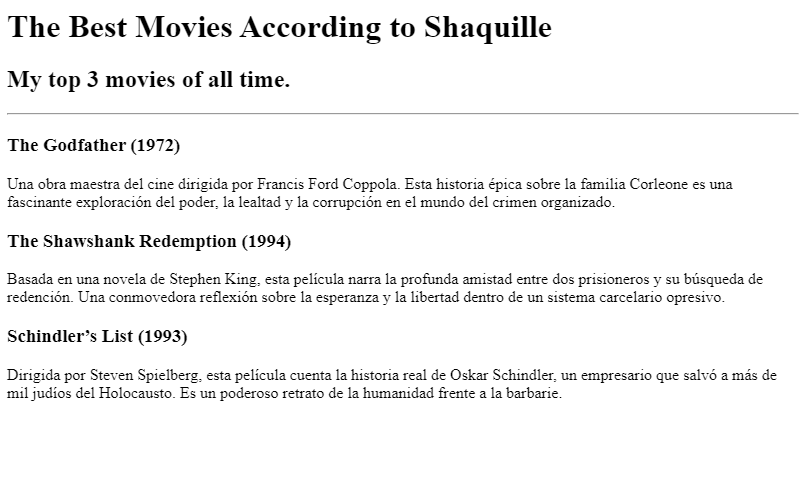 The Best Movies According to Shaquille
My top 3 movies of all time.
The Godfather (1972)
Una obra maestra del cine dirigida por Francis Ford Coppola. Esta historia épica sobre la familia Corleone es una
fascinante exploración del poder, la lealtad y la corrupción en el mundo del crimen organizado.
The Shawshank Redemption (1994)
Basada en una novela de Stephen King, esta película narra la profunda amistad entre dos prisioneros y su búsqueda de
redención. Una conmovedora reflexión sobre la esperanza y la libertad dentro de un sistema carcelario opresivo.
Schindler’s List (1993)
Dirigida por Steven Spielberg, esta película cuenta la historia real de Oskar Schindler, un empresario que salvó a más de
mil judíos del Holocausto. Es un poderoso retrato de la humanidad frente a la barbarie.